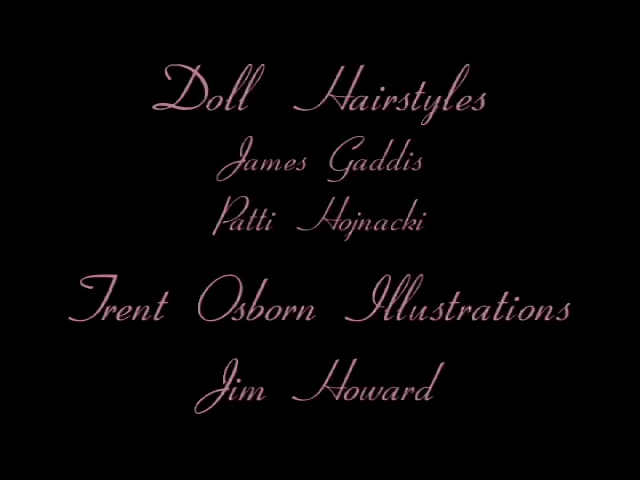 Doll Hairstyles
James Gaddis
Patti Hojnacki
Trent Osborn Illustrations
Jim Howard